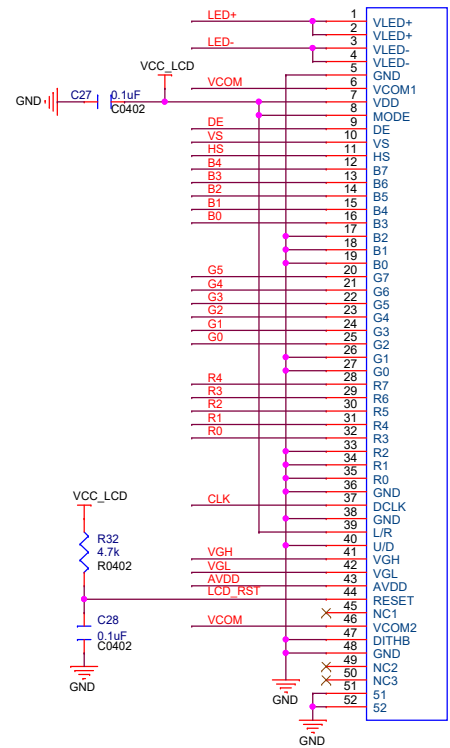 LED+ 1 VLED+
2 VLED+
LED- 3 VLED-
4 VLED-
VCC_LCD 5 GND
VCOM 6 VCOM1
GND C27 0.1uF 7 VDD
C0402 8 MODE
DE 9 DE
VS 10 VS
HS 11 HS
B4 12 B7
B3 13 B6
B2 14 B5
B1 15 B4
B0 16 B3
17 B2
18 B1
19 B0
G5 20 G7
G4 21 G6
G3 22 G5
G2 23 G4
G1 24 G3
G0 25 G2
26 G1
27 G0
R4 28 R7
R3 29 R6
R2 30 R5
R1 31 R4
R0 32 R3
33 R2
34 R1
35 R0
36 GND
VCC_LCD CLK 37 DCLK
38 GND
39 L/R
R32 40 U/D
4.7k VGH 41 VGH
R0402 VGL 42 VGL
AVDD 43 AVDD
LCD_RST 44 RESET
45 NC1
C28 VCOM 46 VCOM2
0.1uF 47 DITHB
C0402 48 GND
49 NC2
50 NC3
GND 51 51
GND 52 52
GND